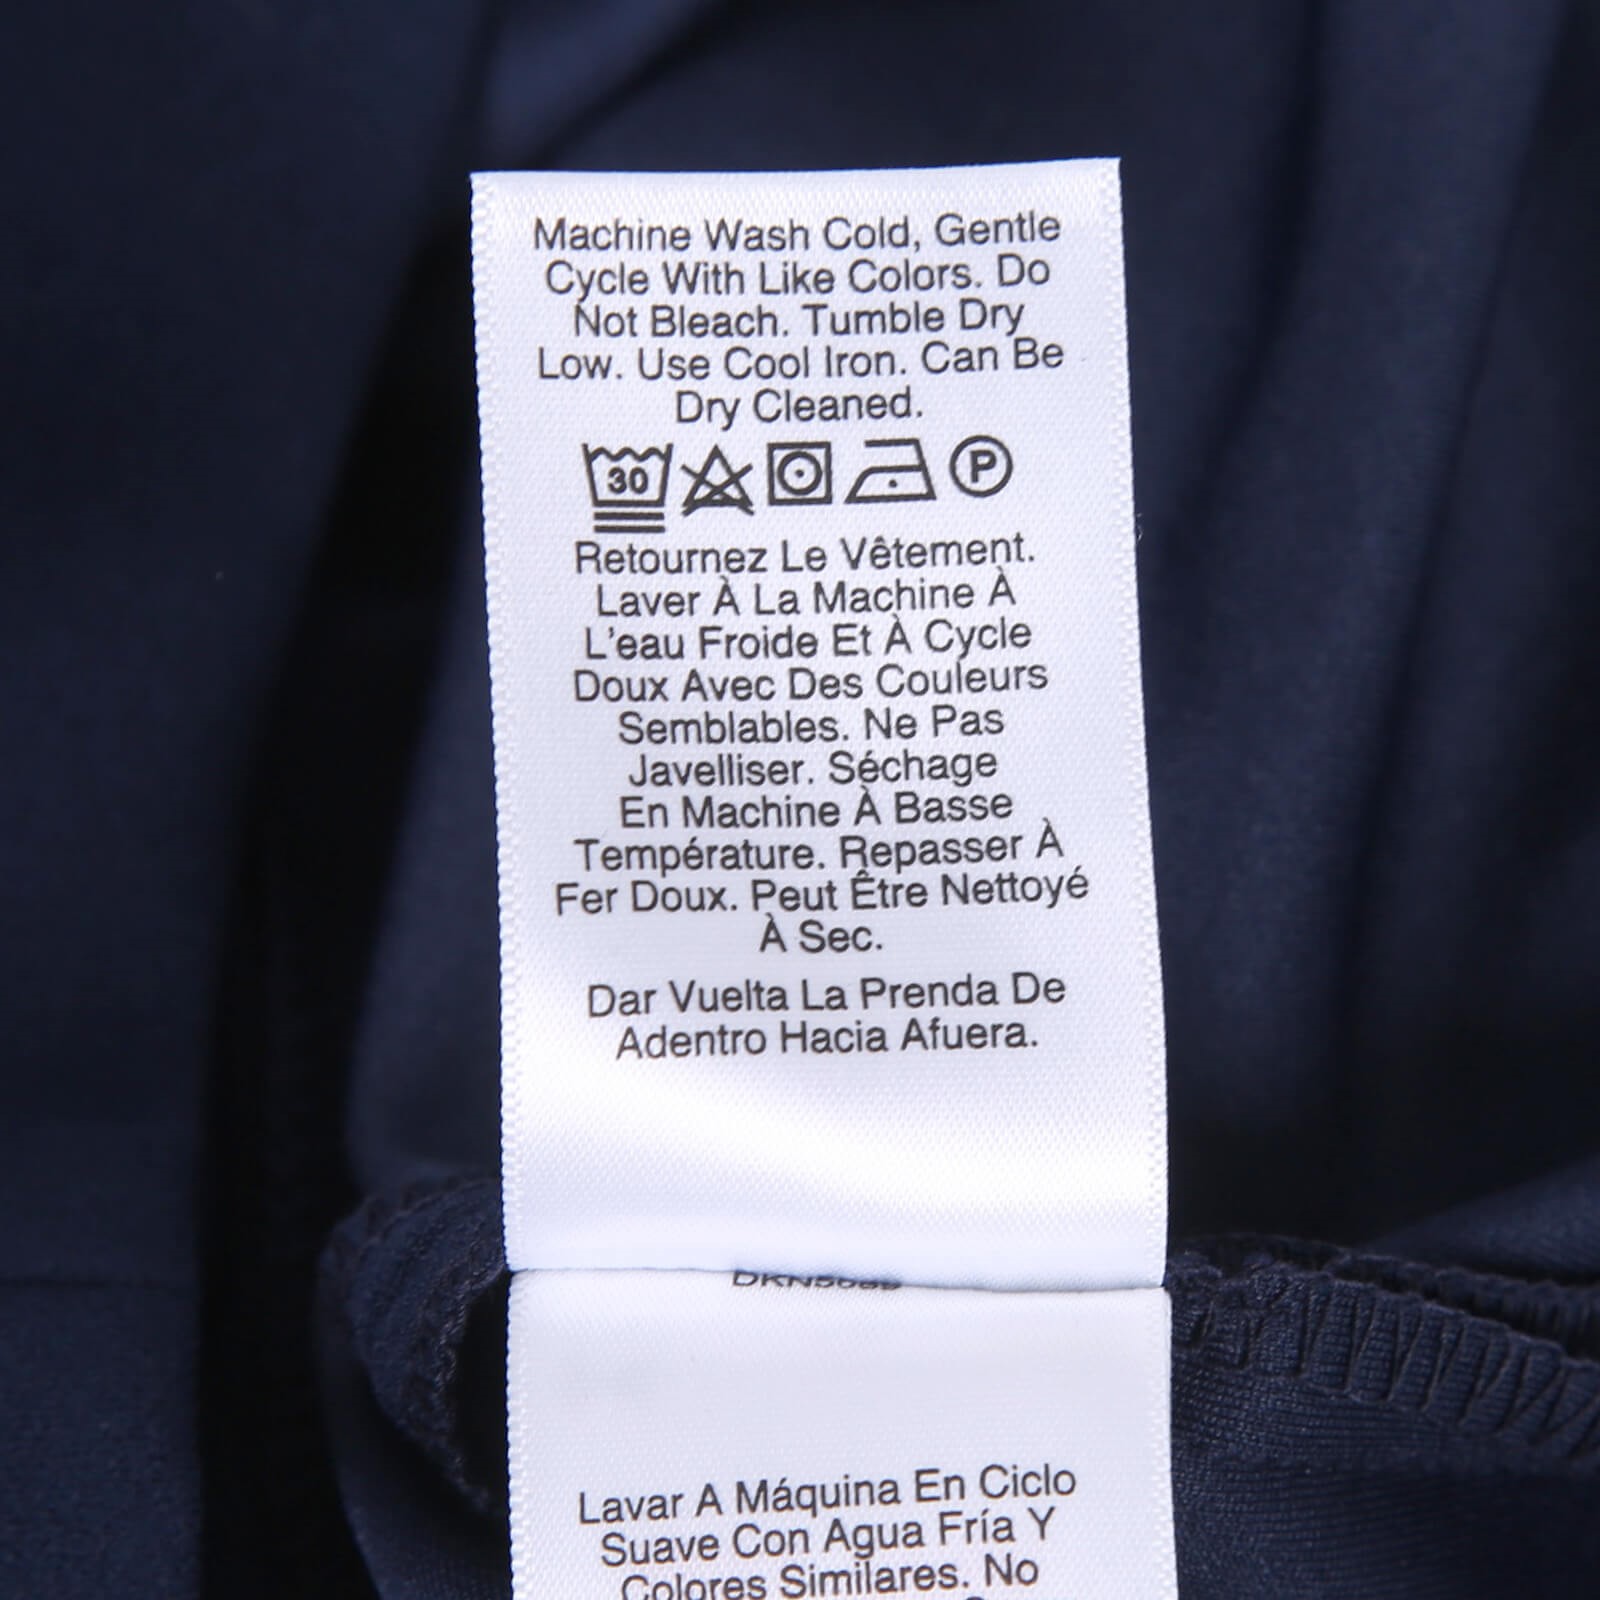 Machine Wash Cold, Gentle
Cycle With Like Colors. Do
Not Bleach. Tumble Dry
Low. Use Cool Iron. Can Be
Dry Cleaned.
30 P
Retournez Le Vêtement.
Laver À La Machine À
L'eau Froide Et À Cycle
Doux Avec Des Couleurs
Semblables. Ne Pas
Javelliser. Séchage
En Machine À Basse
Température. Repasser À
Fer Doux. Peut Être Nettoyé
À Sec.
Dar Vuelta La Prenda De
Adentro Hacia Afuera.
Lavar A Máquina En Ciclo
Suave Con Agua Fría Y
Colores Similares. No